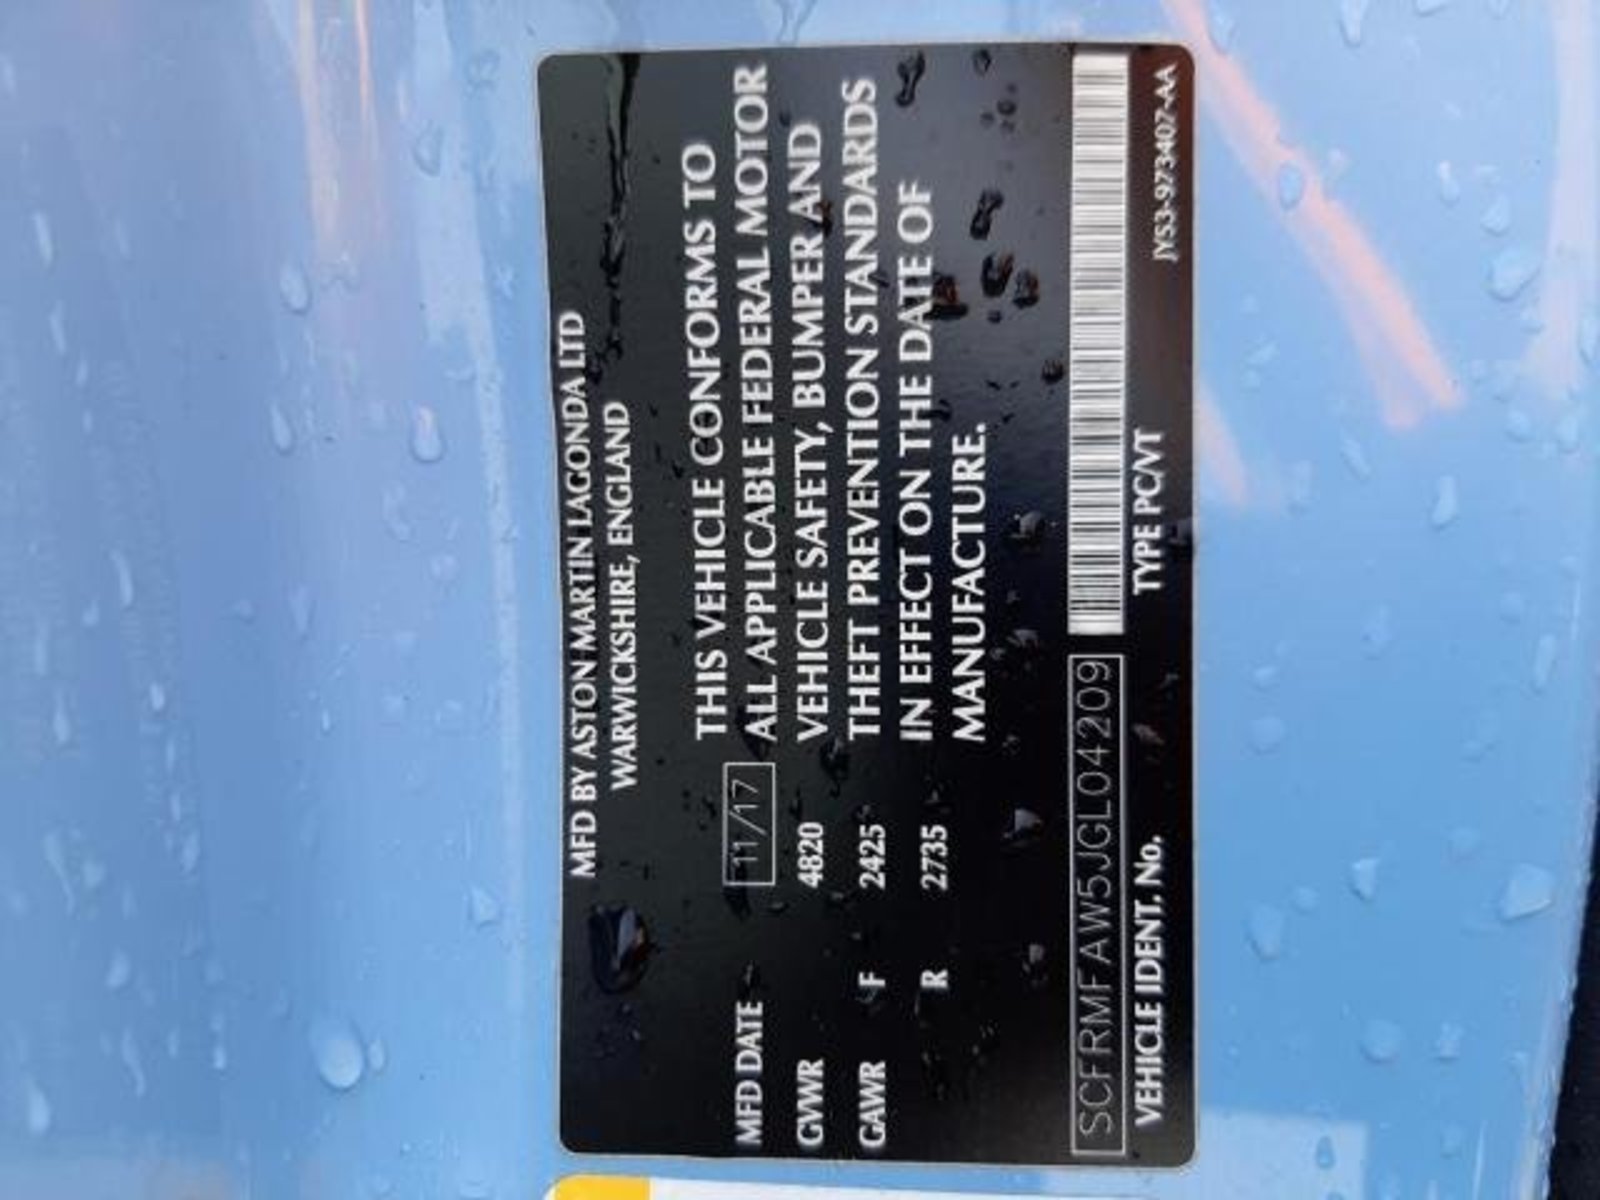 MFD BY ASTON MARTIN LAGONDA LTD
WARWICKSHIRE, ENGLAND
THIS VEHICLE CONFORMS TO
MFD DATE 11/17 ALL APPLICABLE FEDERAL MOTOR
GVWR 4820 VEHICLE SAFETY, BUMPER AND
GAWR F 2425 THEFT PREVENTION STANDARDS
R 2735 IN EFFECT ON THE DATE OF
MANUFACTURE.
SCFRMFAW5JGL04209
VEHICLE IDENT. No. TYPE PC/VT JY53-973407-AA